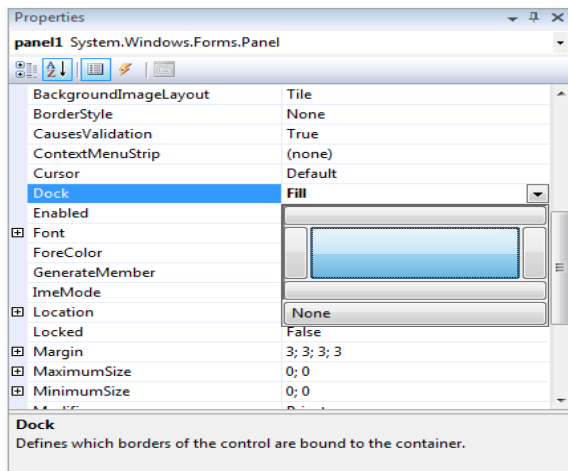 Properties
panel1 System.Windows.Forms.Panel
BackgroundImageLayout Tile
BorderStyle None
CausesValidation True
ContextMenuStrip (none)
Cursor Default
Dock Fill
Enabled
Font
ForeColor
GenerateMember
ImeMode
Location None
Locked False
Margin 3; 3; 3; 3
MaximumSize 0; 0
MinimumSize 0; 0
Dock
Defines which borders of the control are bound to the container.